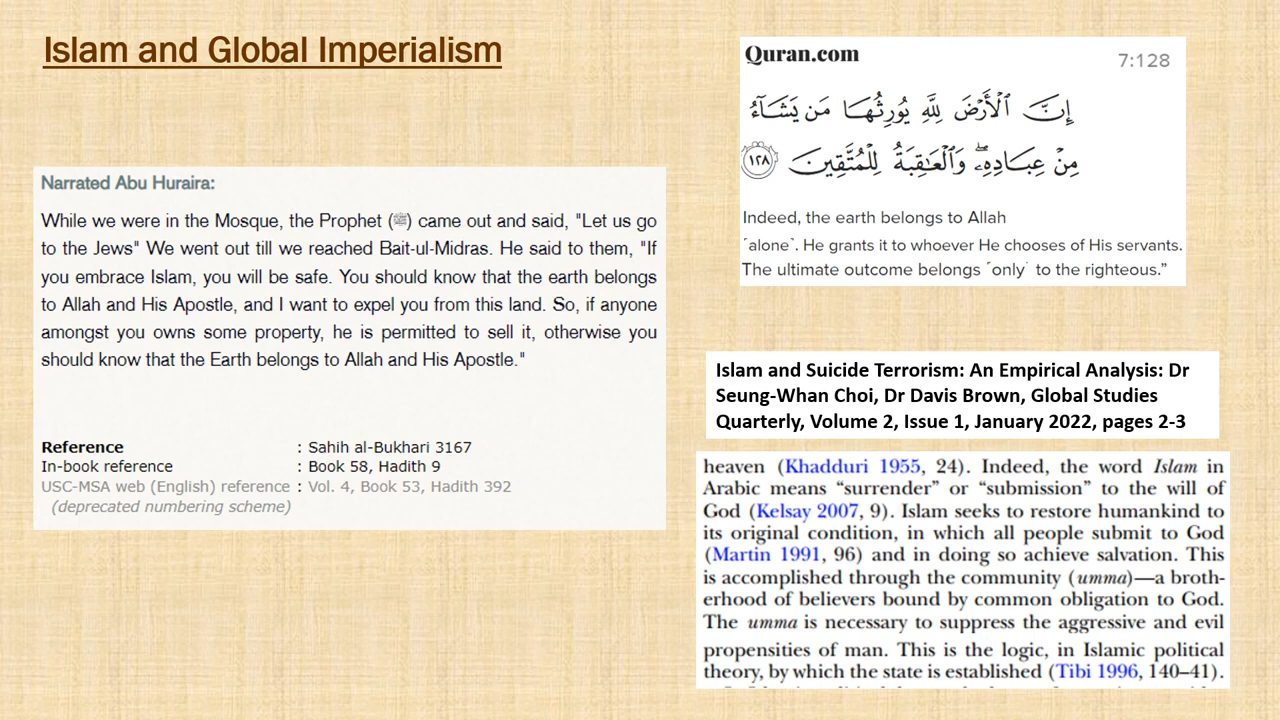 Islam and Global Imperialism
Narrated Abu Huraira:
While we were in the Mosque, the Prophet (ﷺ) came out and said, "Let us go
to the Jews" We went out till we reached Bait-ul-Midras. He said to them, "If
you embrace Islam, you will be safe. You should know that the earth belongs
to Allah and His Apostle, and I want to expel you from this land. So, if anyone
amongst you owns some property, he is permitted to sell it, otherwise you
should know that the Earth belongs to Allah and His Apostle."
Reference : Sahih al-Bukhari 3167
In-book reference : Book 58, Hadith 9
USC-MSA web (English) reference : Vol. 4, Book 53, Hadith 392
(deprecated numbering scheme)
Quran.com 7:128
إِنَّ ٱلْأَرْضَ لِلَّهِ يُورِثُهَا مَن يَشَآءُ
مِنْ عِبَادِهِۦ ۖ وَٱلْعَـٰقِبَةُ لِلْمُتَّقِينَ ١٢٨
Indeed, the earth belongs to Allah
˹alone˺. He grants it to whoever He chooses of His servants.
The ultimate outcome belongs ˹only˺ to the righteous.”
Islam and Suicide Terrorism: An Empirical Analysis: Dr
Seung-Whan Choi, Dr Davis Brown, Global Studies
Quarterly, Volume 2, Issue 1, January 2022, pages 2-3
heaven (Khadduri 1955, 24). Indeed, the word Islam in
Arabic means “surrender” or “submission” to the will of
God (Kelsay 2007, 9). Islam seeks to restore humankind to
its original condition, in which all people submit to God
(Martin 1991, 96) and in doing so achieve salvation. This
is accomplished through the community (umma)—a broth-
erhood of believers bound by common obligation to God.
The umma is necessary to suppress the aggressive and evil
propensities of man. This is the logic, in Islamic political
theory, by which the state is established (Tibi 1996, 140–41).